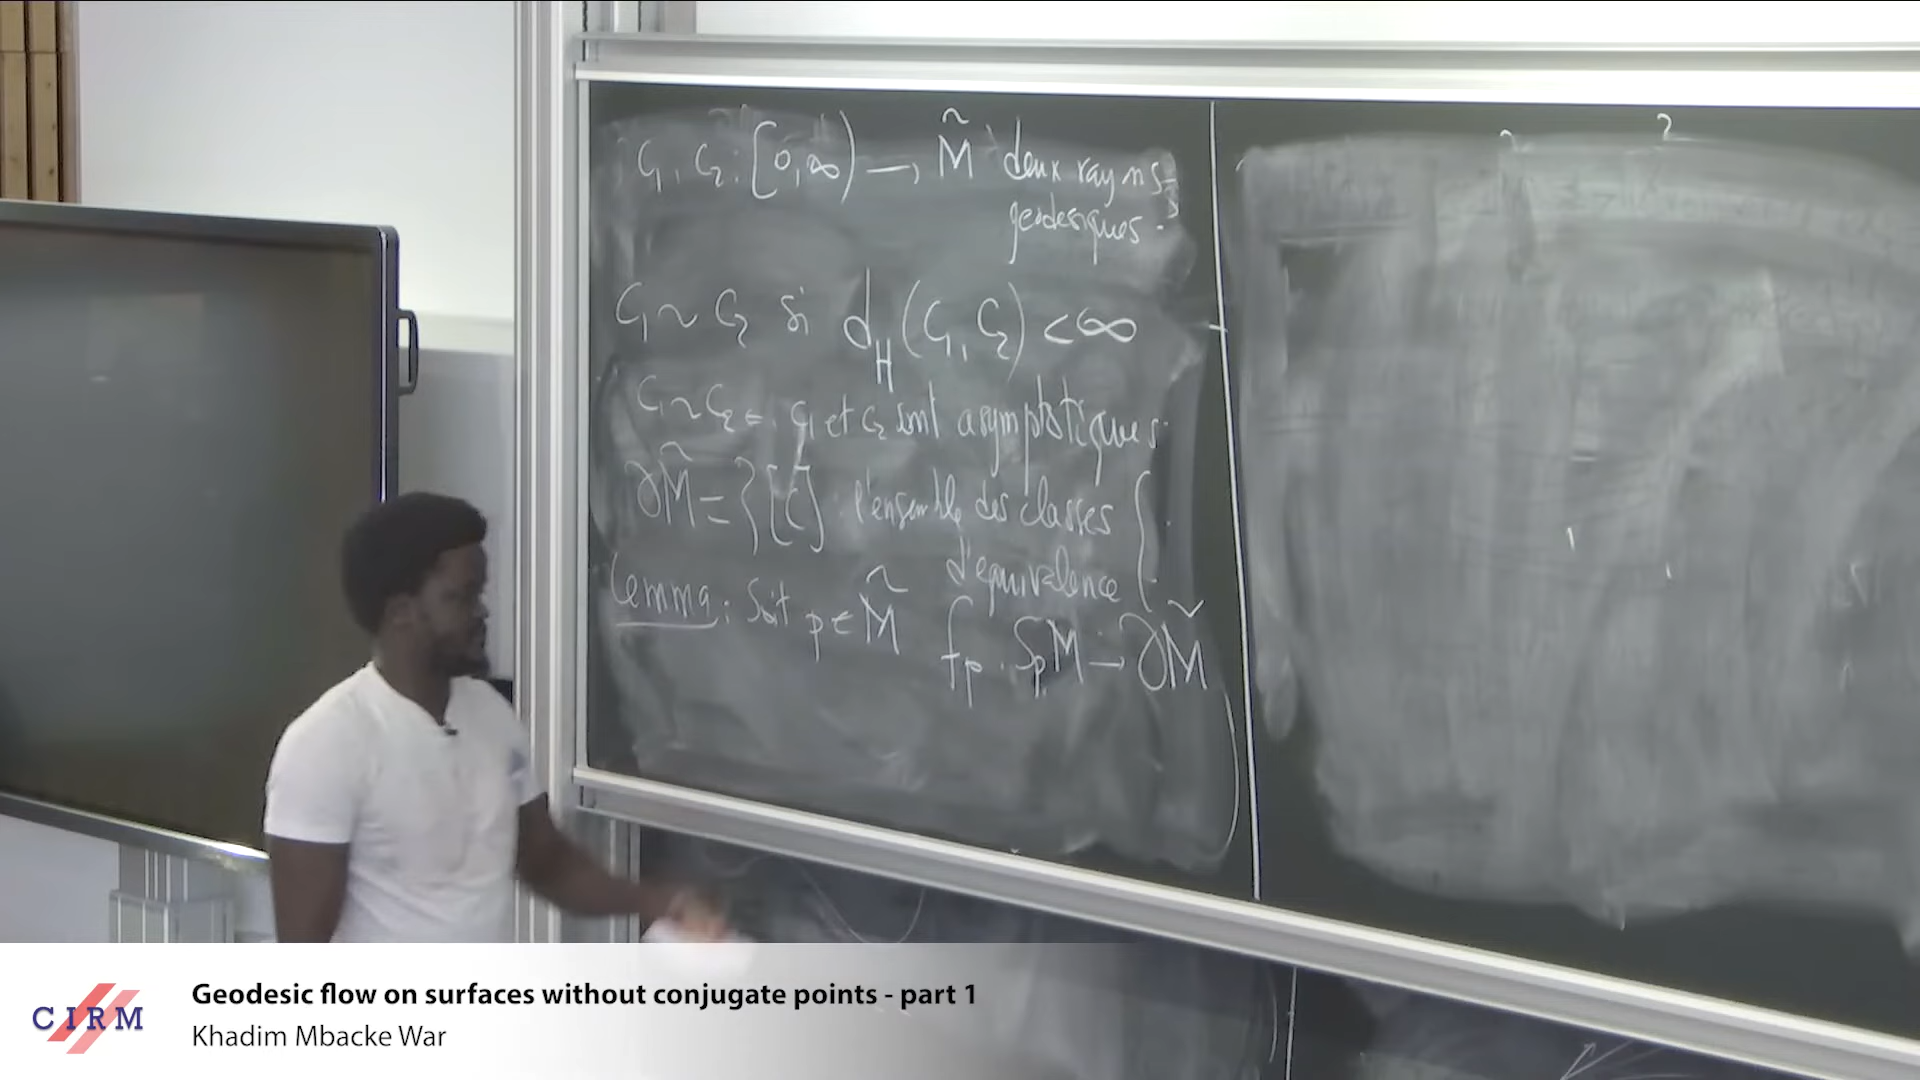 C₁, C₂ : [0, ∞) → M̃ deux rayons
géodesiques.
C₁ ~ C₂ si d_H(C₁, C₂) < ∞
C₁ ~ C₂ = C₁ et C₂ sont asymptotiques.
∂M̃ = { [C] : l'ensemble des classes
d'équivalence }
Lemma : Soit p ∈ M̃ f_p : S_pM → ∂M̃
CIRM
Geodesic flow on surfaces without conjugate points - part 1
Khadim Mbacke War